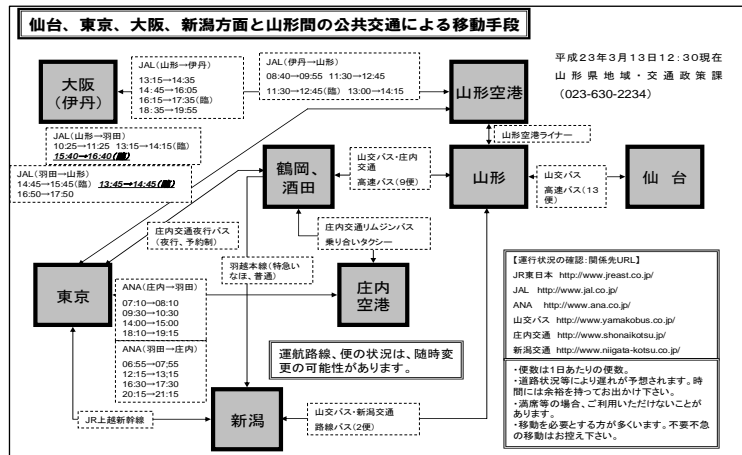 仙台、東京、大阪、新潟方面と山形間の公共交通による移動手段
平成23年3月13日12:30現在
山形県地域・交通政策課
(023-630-2234)
大阪
(伊丹)
JAL(山形→伊丹)
13:15→14:35
14:45→16:05
16:15→17:35(臨)
18:35→19:55
JAL(伊丹→山形)
08:40→09:55 11:30→12:45
11:30→12:45(臨) 13:00→14:15
山形空港
山形空港ライナー
JAL(山形→羽田)
10:25→11:25 13:15→14:15(臨)
15:40→16:40(臨)
JAL(羽田→山形)
14:45→15:45(臨) 13:45→14:45(臨)
16:50→17:50
鶴岡、
酒田
山交バス・庄内
交通
高速バス(9便)
山形
山交バス
高速バス(13
便)
仙台
庄内交通夜行バス
(夜行、予約制)
庄内交通リムジンバス
乗り合いタクシー
羽越本線(特急い
なほ、普通)
東京
庄内
空港
ANA(庄内→羽田)
07:10→08:10
09:30→10:30
14:00→15:00
18:10→19:15
ANA(羽田→庄内)
06:55→07;55
12:15→13;15
16:30→17:30
20:15→21:15
運航路線、便の状況は、随時変
更の可能性があります。
新潟
JR上越新幹線
山交バス・新潟交通
路線バス(2便)
【運行状況の確認:関係先URL】
JR東日本 http://www.jreast.co.jp/
JAL http://www.jal.co.jp/
ANA http://www.ana.co.jp/
山交バス http://www.yamakobus.co.jp/
庄内交通 http://www.shonaikotsu.jp/
新潟交通 http://www.niigata-kotsu.co.jp/
・便数は1日あたりの便数。
・道路状況等により遅れが予想されます。時
間には余裕を持ってお出かけ下さい。
・満席等の場合、ご利用いただけないことが
あります。
・移動を必要とする方が多くいます。不要不急
の移動はお控え下さい。